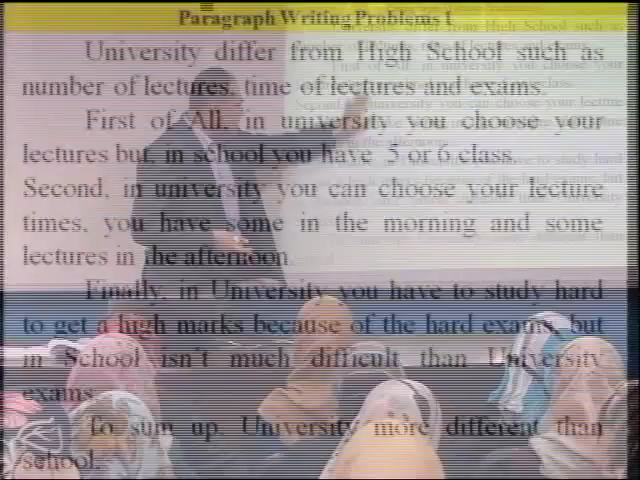 Paragraph Writing Problems 1
University differ from High School such as
number of lectures, time of lectures and exams.
First of All, in university you choose your
lectures but, in school you have 5 or 6 class.
Second, in university you can choose your lecture
times, you have some in the morning and some
lectures in the afternoon.
Finally, in University you have to study hard
to get a high marks because of the hard exams, but
in School isn't much difficult than University
exams.
To sum up, University more different than
school.